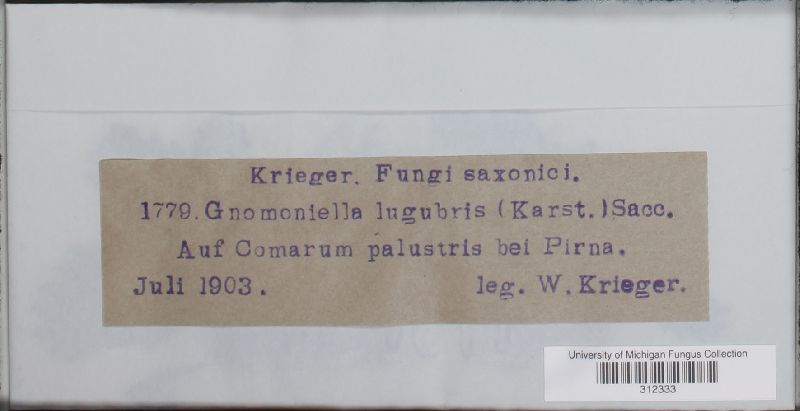 Krieger. Fungi saxonici.
1779. Gnomoniella lugubris (Karst.) Sacc.
Auf Comarum palustris bei Pirna.
Juli 1903. leg. W. Krieger.
University of Michigan Fungus Collection
312333